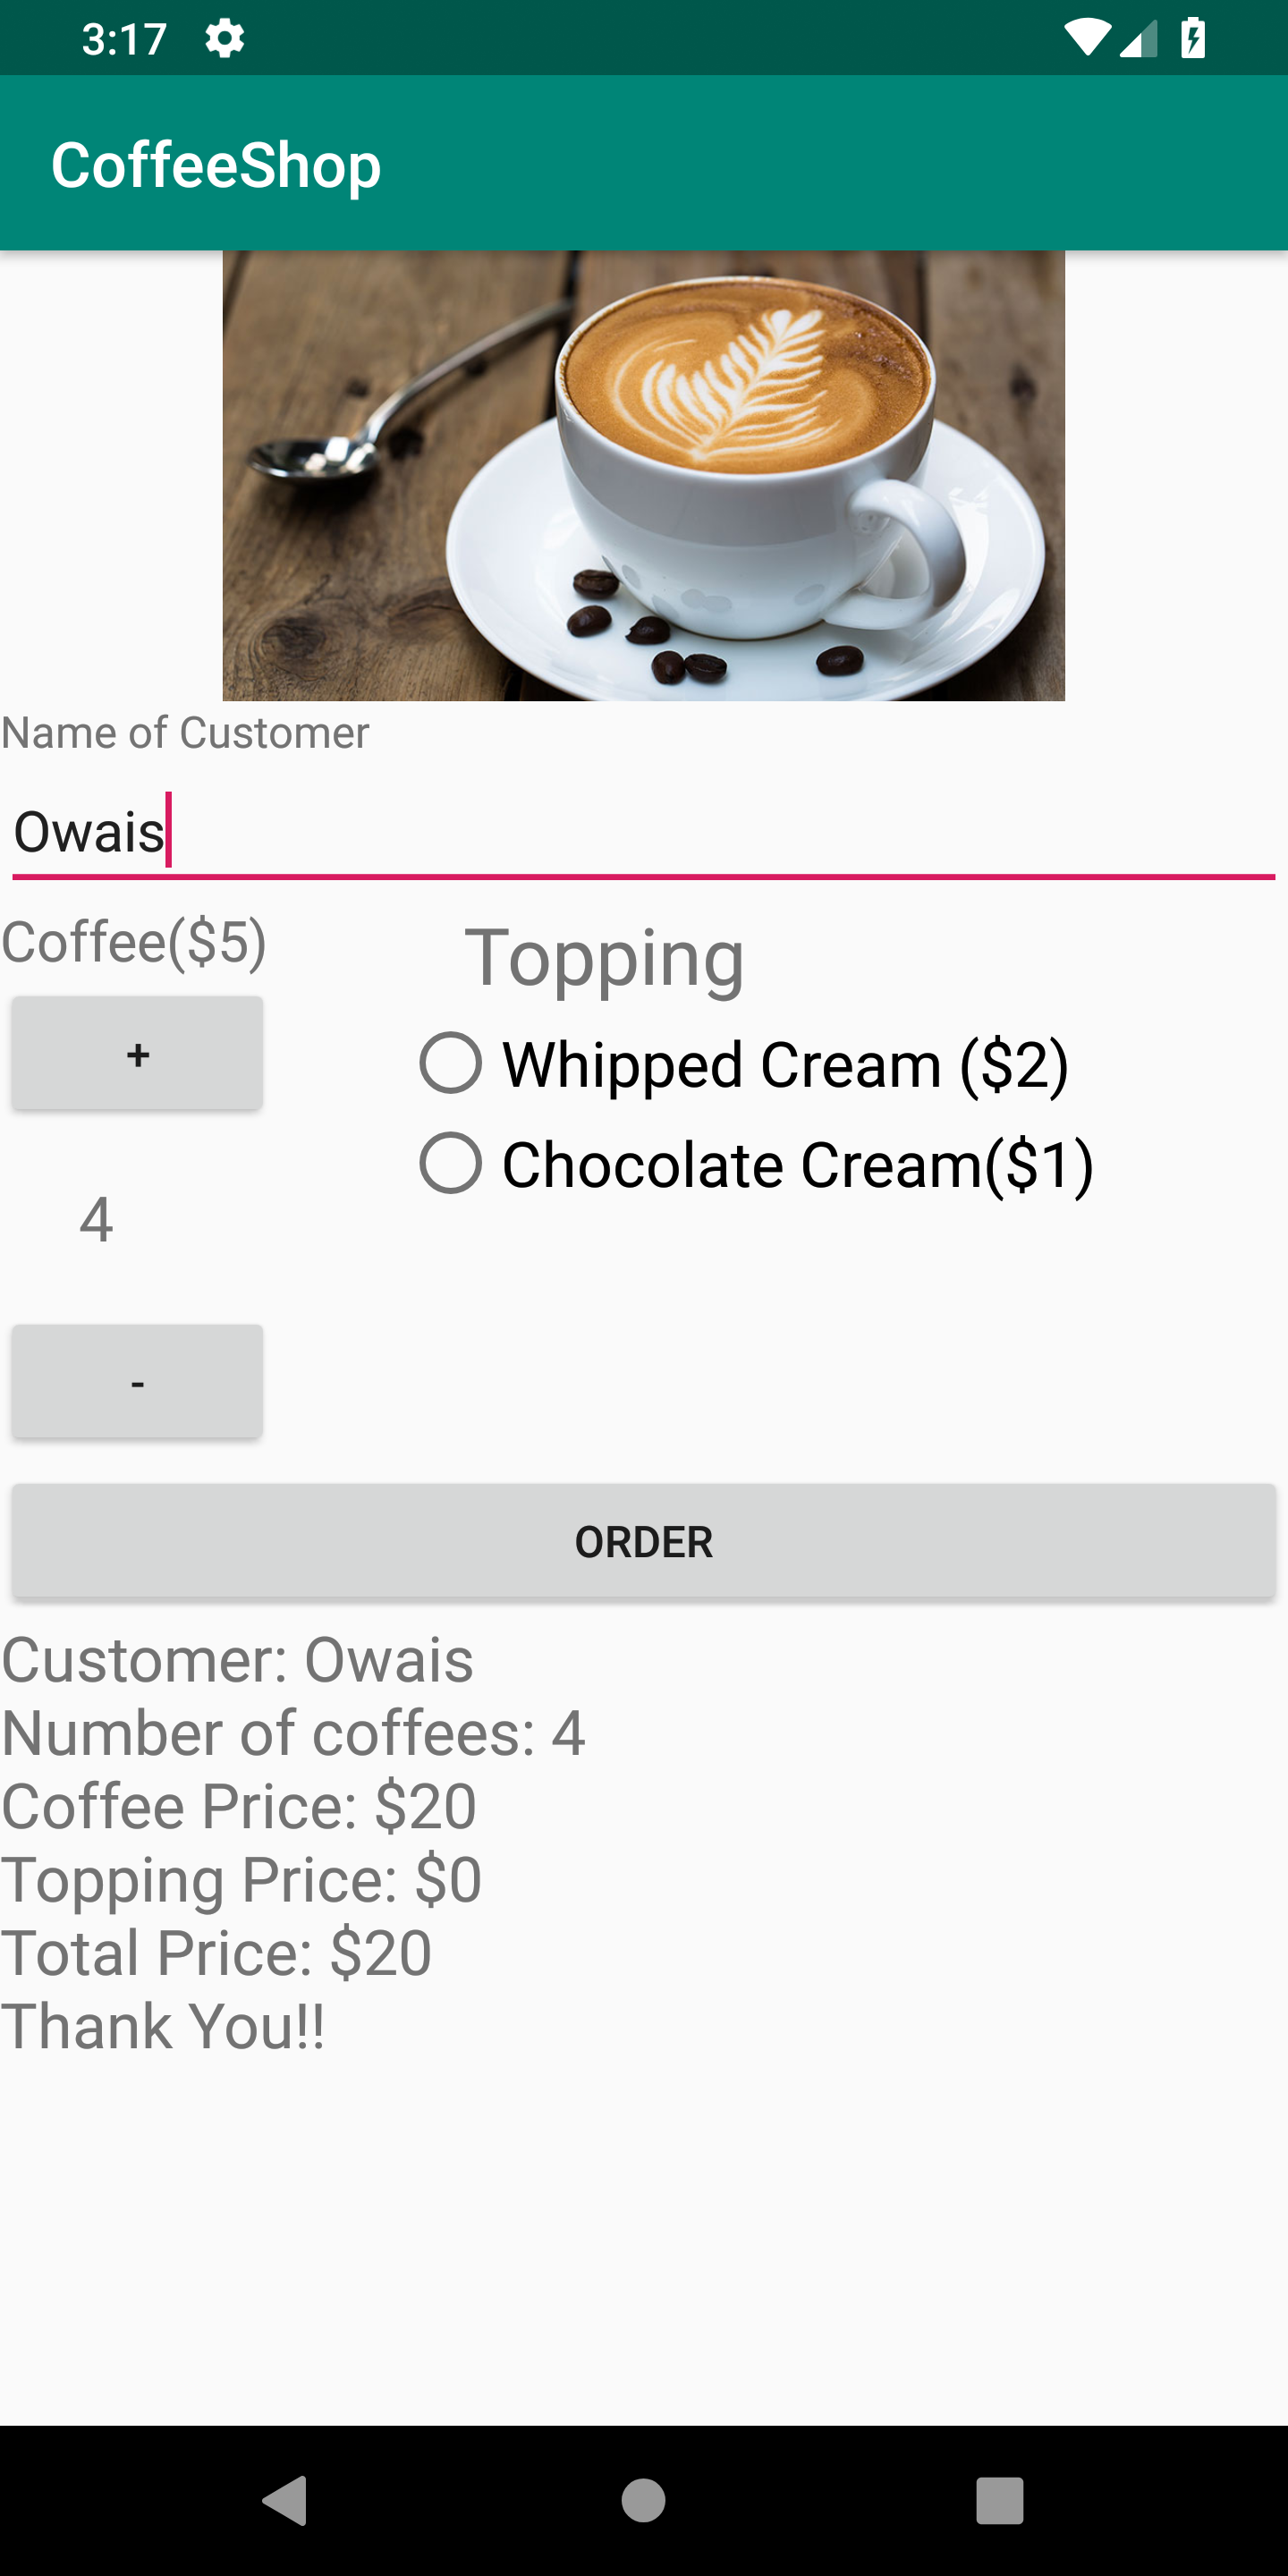 3:17
CoffeeShop
Name of Customer
Owais
Coffee($5)
Topping
+
Whipped Cream ($2)
Chocolate Cream($1)
4
-
ORDER
Customer: Owais
Number of coffees: 4
Coffee Price: $20
Topping Price: $0
Total Price: $20
Thank You!!